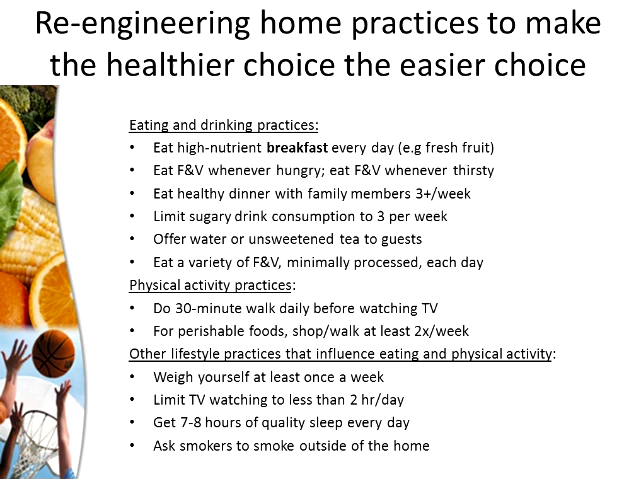 Re-engineering home practices to make
the healthier choice the easier choice
Eating and drinking practices:
• Eat high-nutrient breakfast every day (e.g fresh fruit)
• Eat F&V whenever hungry; eat F&V whenever thirsty
• Eat healthy dinner with family members 3+/week
• Limit sugary drink consumption to 3 per week
• Offer water or unsweetened tea to guests
• Eat a variety of F&V, minimally processed, each day
Physical activity practices:
• Do 30-minute walk daily before watching TV
• For perishable foods, shop/walk at least 2x/week
Other lifestyle practices that influence eating and physical activity:
• Weigh yourself at least once a week
• Limit TV watching to less than 2 hr/day
• Get 7-8 hours of quality sleep every day
• Ask smokers to smoke outside of the home